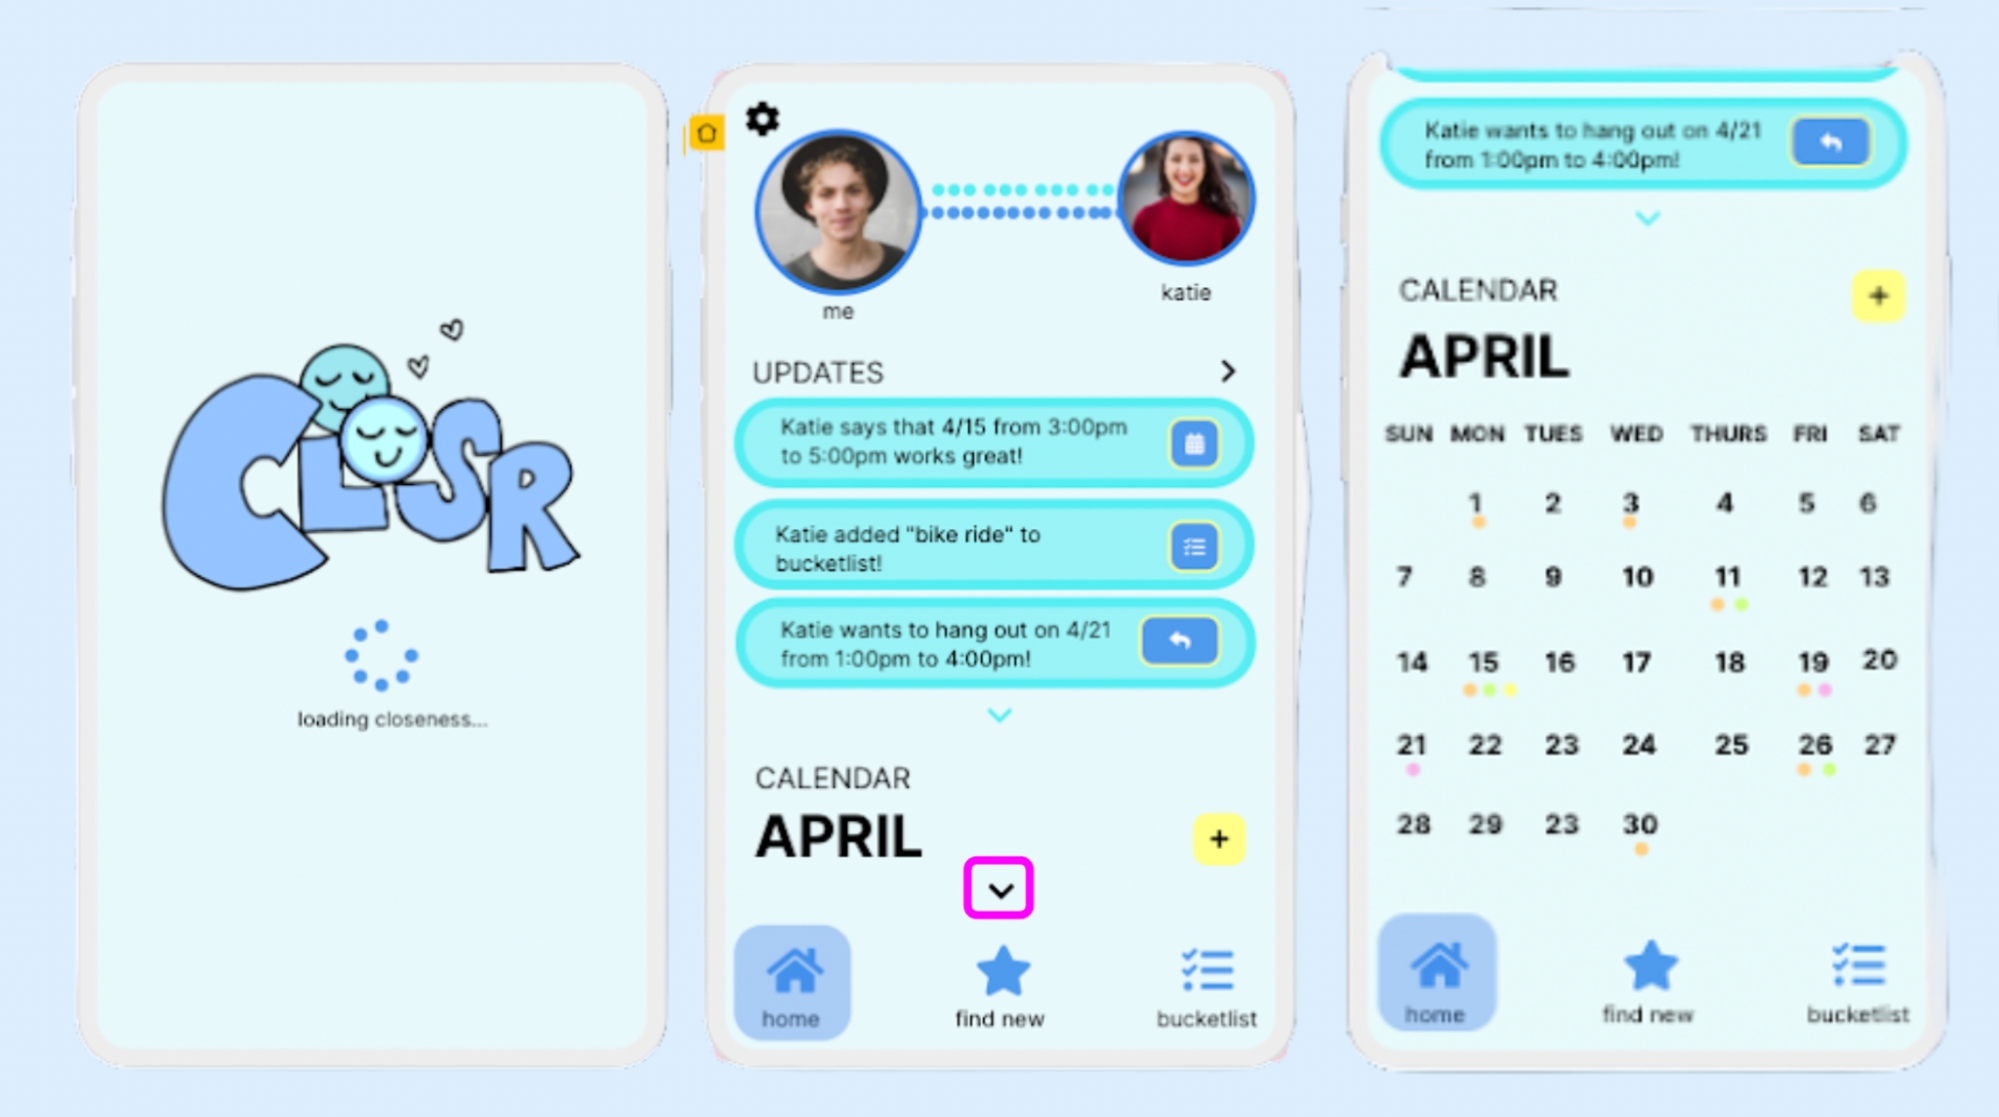 CLOSR
loading closeness...
me
katie
UPDATES
Katie says that 4/15 from 3:00pm
to 5:00pm works great!
Katie added "bike ride" to
bucketlist!
Katie wants to hang out on 4/21
from 1:00pm to 4:00pm!
CALENDAR
APRIL
+
home
find new
bucketlist
Katie wants to hang out on 4/21
from 1:00pm to 4:00pm!
CALENDAR
+
APRIL
SUN MON TUES WED THURS FRI SAT
1 2 3 4 5 6
7 8 9 10 11 12 13
14 15 16 17 18 19 20
21 22 23 24 25 26 27
28 29 23 30
home
find new
bucketlist